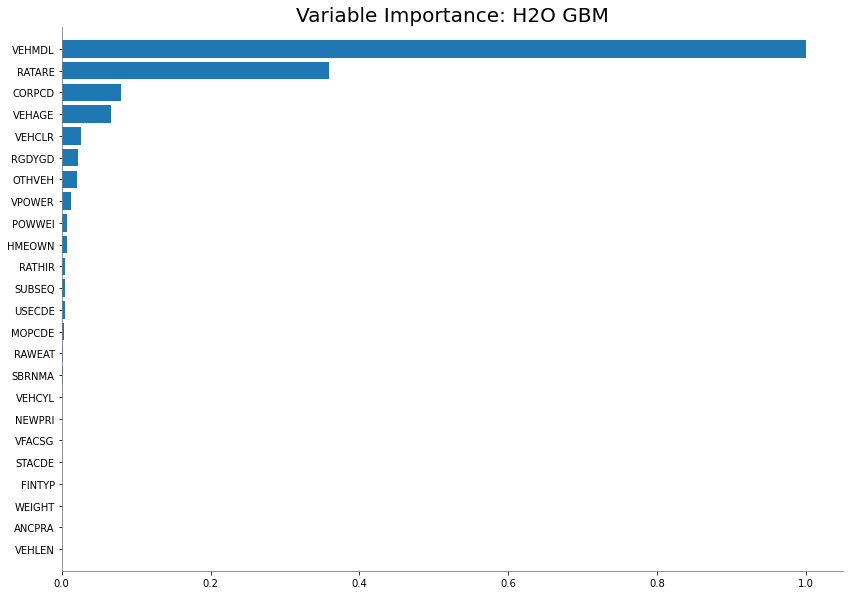 Variable Importance: H2O GBM
VEHMDL
RATARE
CORPCD
VEHAGE
VEHCLR
RGDYGD
OTHVEH
VPOWER
POWWEI
HMEOWN
RATHIR
SUBSEQ
USECDE
MOPCDE
RAWEAT
SBRNMA
VEHCYL
NEWPRI
VFACSG
STACDE
FINTYP
WEIGHT
ANCPRA
VEHLEN
0.0 0.2 0.4 0.6 0.8 1.0